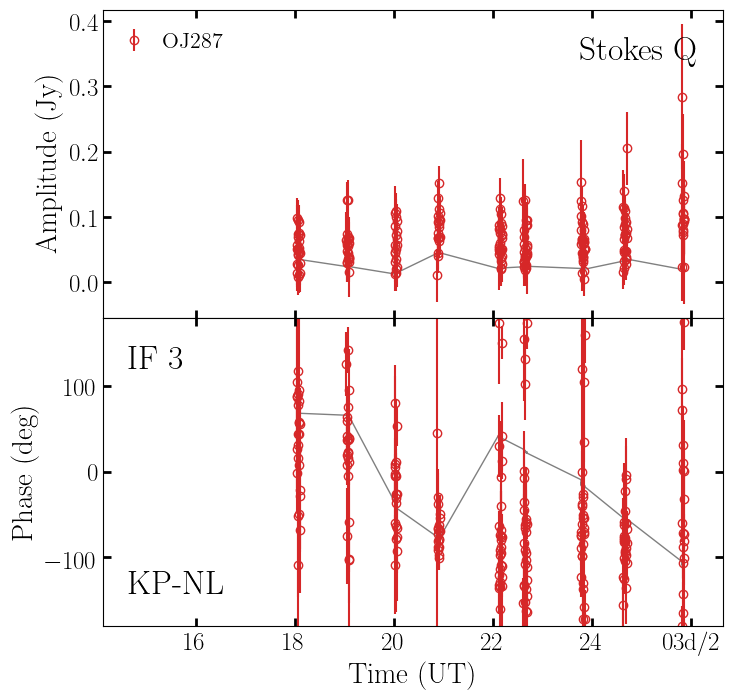 0.4
Stokes Q
OJ287
0.3
0.2
0.1
0.0
Amplitude (Jy)
IF 3
100
0
−100
Phase (deg)
KP-NL
16 18 20 22 24 03d/2
Time (UT)